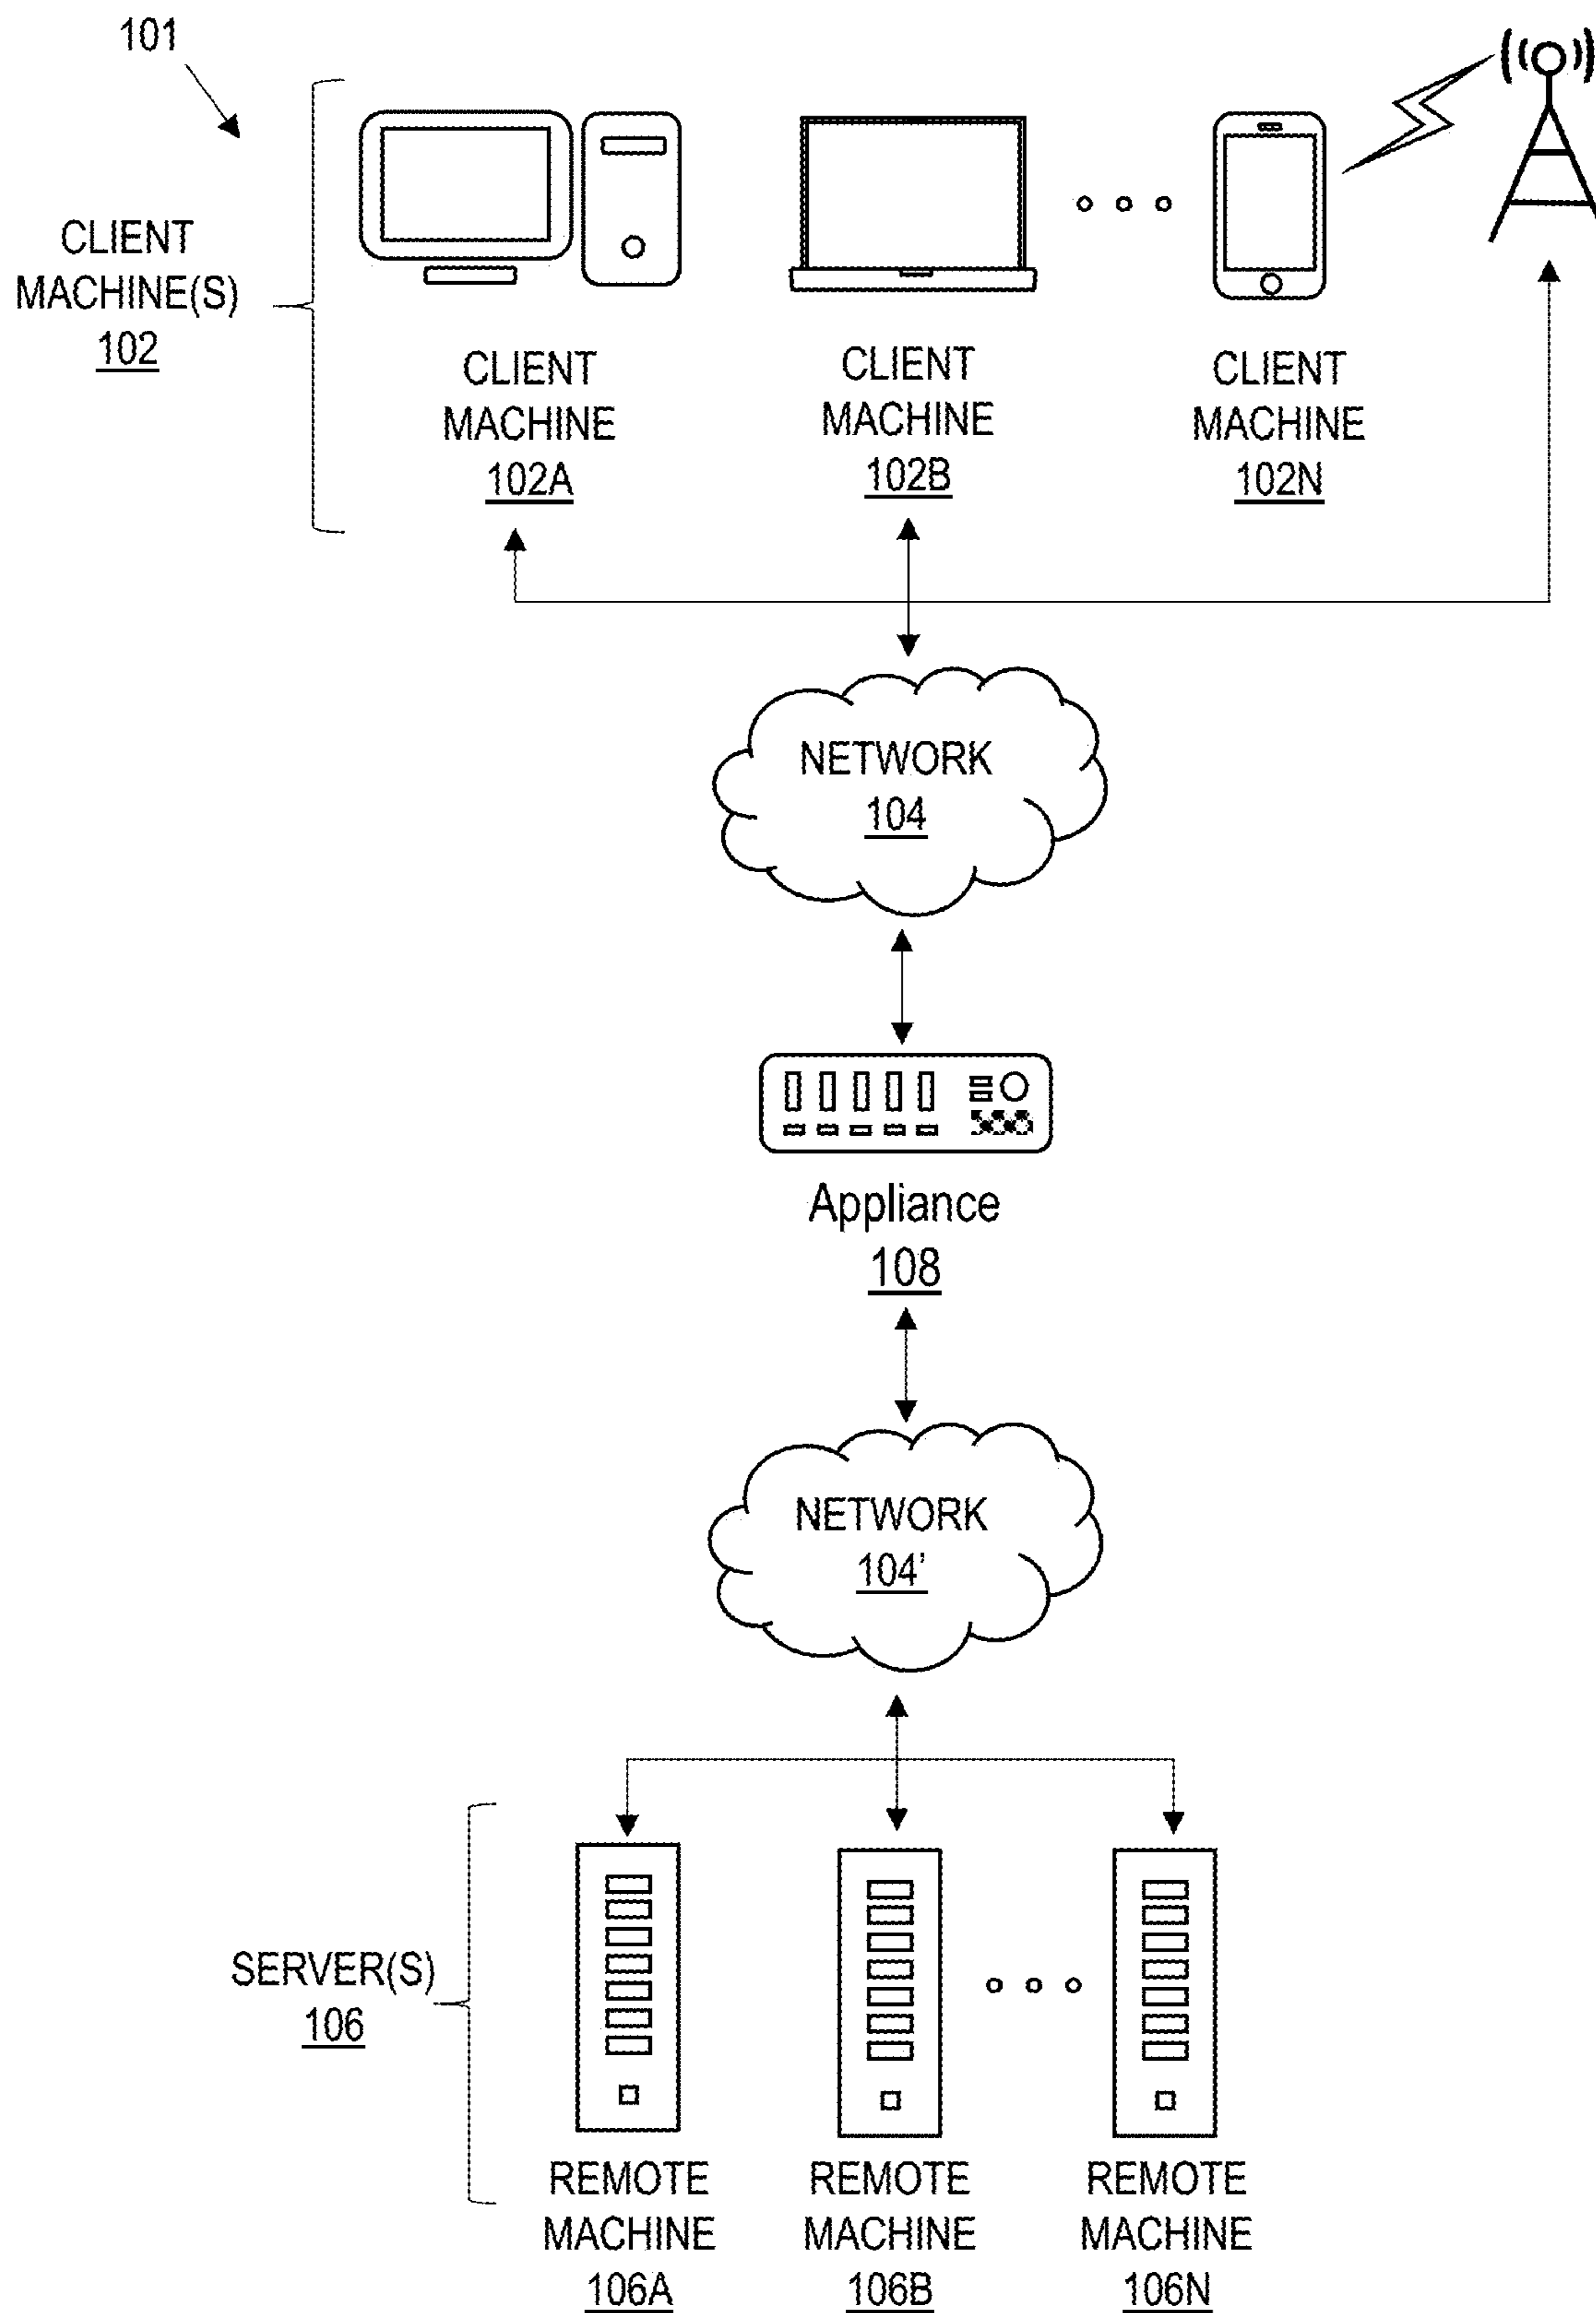 101
CLIENT
MACHINE(S)
102
CLIENT
MACHINE
102A
CLIENT
MACHINE
102B
CLIENT
MACHINE
102N
NETWORK
104
Appliance
108
NETWORK
104’
SERVER(S)
106
REMOTE
MACHINE
106A
REMOTE
MACHINE
106B
REMOTE
MACHINE
106N